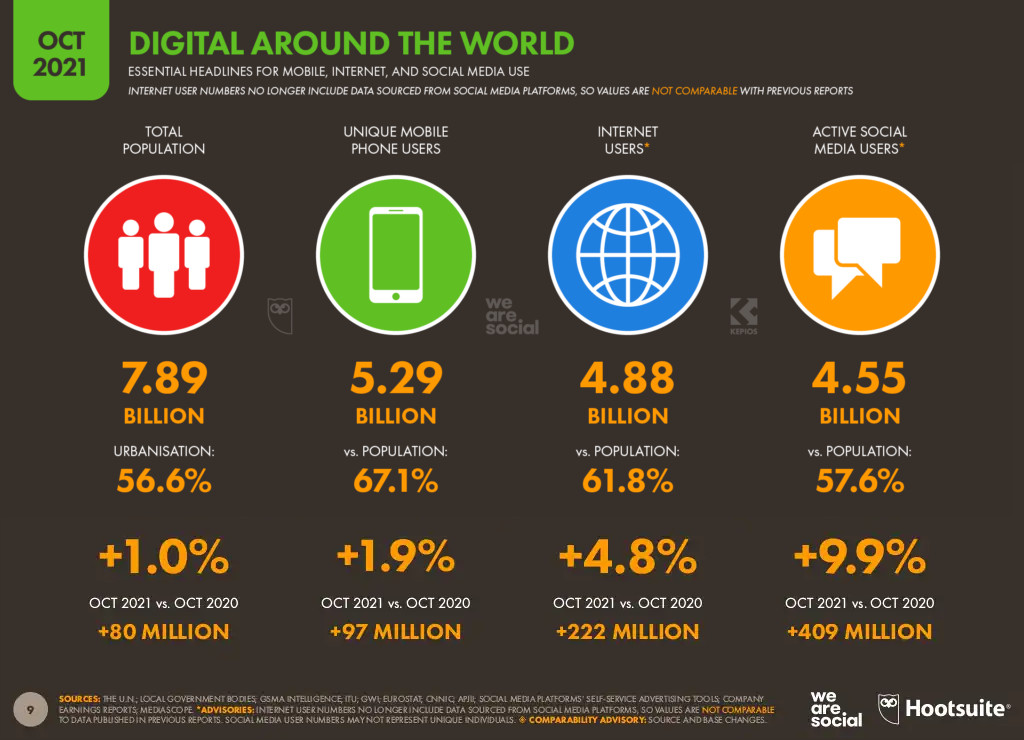 OCT
2021
DIGITAL AROUND THE WORLD
ESSENTIAL HEADLINES FOR MOBILE, INTERNET, AND SOCIAL MEDIA USE
INTERNET USER NUMBERS NO LONGER INCLUDE DATA SOURCED FROM SOCIAL MEDIA PLATFORMS, SO VALUES ARE NOT COMPARABLE WITH PREVIOUS REPORTS
TOTAL
POPULATION
UNIQUE MOBILE
PHONE USERS
INTERNET
USERS*
ACTIVE SOCIAL
MEDIA USERS*
we
are
social
KEPIOS
7.89
BILLION
URBANISATION:
56.6%
+1.0%
OCT 2021 vs. OCT 2020
+80 MILLION
5.29
BILLION
vs. POPULATION:
67.1%
+1.9%
OCT 2021 vs. OCT 2020
+97 MILLION
4.88
BILLION
vs. POPULATION:
61.8%
+4.8%
OCT 2021 vs. OCT 2020
+222 MILLION
4.55
BILLION
vs. POPULATION:
57.6%
+9.9%
OCT 2021 vs. OCT 2020
+409 MILLION
9
SOURCES: THE U.N.; LOCAL GOVERNMENT BODIES; GSMA INTELLIGENCE; ITU; GWI; EUROSTAT; CNNIC; APJII; SOCIAL MEDIA PLATFORMS' SELF-SERVICE ADVERTISING TOOLS; COMPANY
EARNINGS REPORTS; MEDIASCOPE. *ADVISORIES: INTERNET USER NUMBERS NO LONGER INCLUDE DATA SOURCED FROM SOCIAL MEDIA PLATFORMS, SO VALUES ARE NOT COMPARABLE
TO DATA PUBLISHED IN PREVIOUS REPORTS. SOCIAL MEDIA USER NUMBERS MAY NOT REPRESENT UNIQUE INDIVIDUALS. ※ COMPARABILITY ADVISORY: SOURCE AND BASE CHANGES.
we
are
social
Hootsuite®